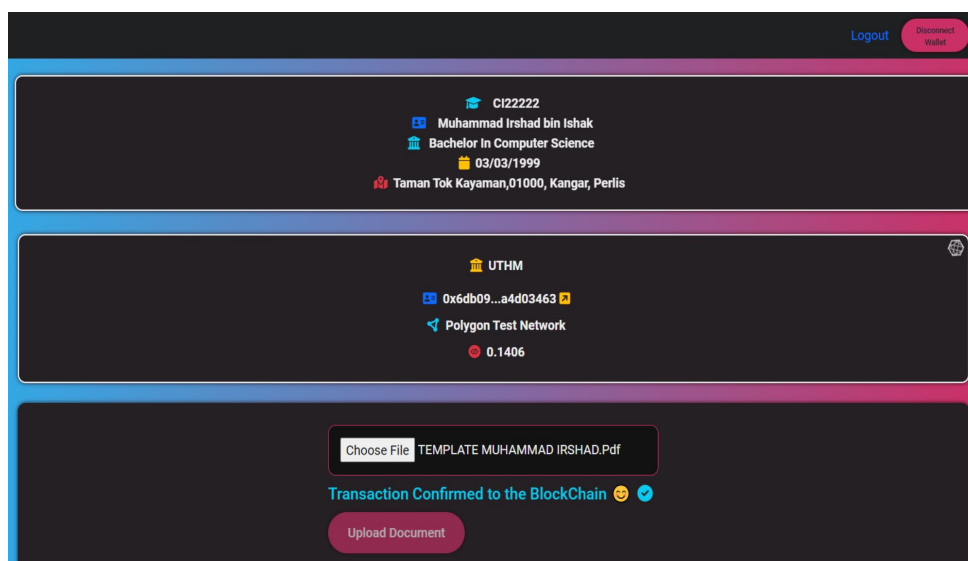 Logout
Disconnect
Wallet
CI22222
Muhammad Irshad bin Ishak
Bachelor In Computer Science
03/03/1999
Taman Tok Kayaman,01000, Kangar, Perlis
UTHM
0x6db09...a4d03463
Polygon Test Network
0.1406
Choose File TEMPLATE MUHAMMAD IRSHAD.Pdf
Transaction Confirmed to the BlockChain 😊
Upload Document